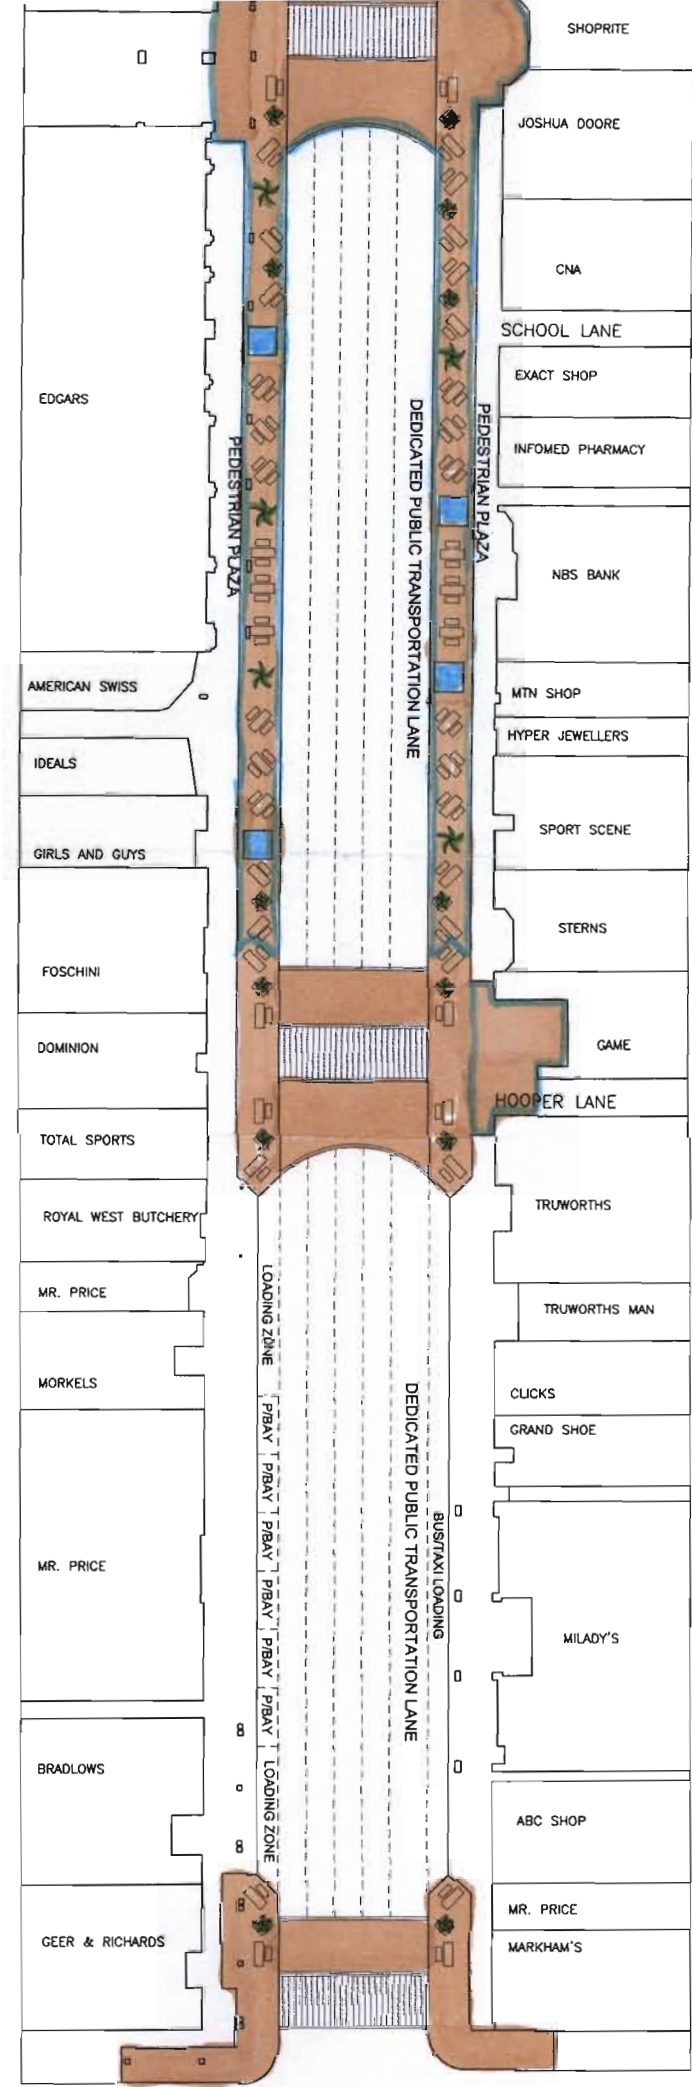 SHOPRITE
JOSHUA DOORE
CNA
SCHOOL LANE
EXACT SHOP
EDGARS
INFOMED PHARMACY
PEDESTRIAN PLAZA
DEDICATED PUBLIC TRANSPORTATION LANE
PEDESTRIAN PLAZA
NBS BANK
AMERICAN SWISS
MTN SHOP
HYPER JEWELLERS
IDEALS
SPORT SCENE
GIRLS AND GUYS
STERNS
FOSCHINI
DOMINION
GAME
HOOPER LANE
TOTAL SPORTS
TRUWORTHS
ROYAL WEST BUTCHERY
MR. PRICE
LOADING ZONE
TRUWORTHS MAN
MORKELS
CLICKS
GRAND SHOE
P/BAY
P/BAY
P/BAY
P/BAY
P/BAY
P/BAY
DEDICATED PUBLIC TRANSPORTATION LANE
BUS/TAXI LOADING
MR. PRICE
MILADY'S
BRADLOWS
LOADING ZONE
ABC SHOP
MR. PRICE
GEER & RICHARDS
MARKHAM'S